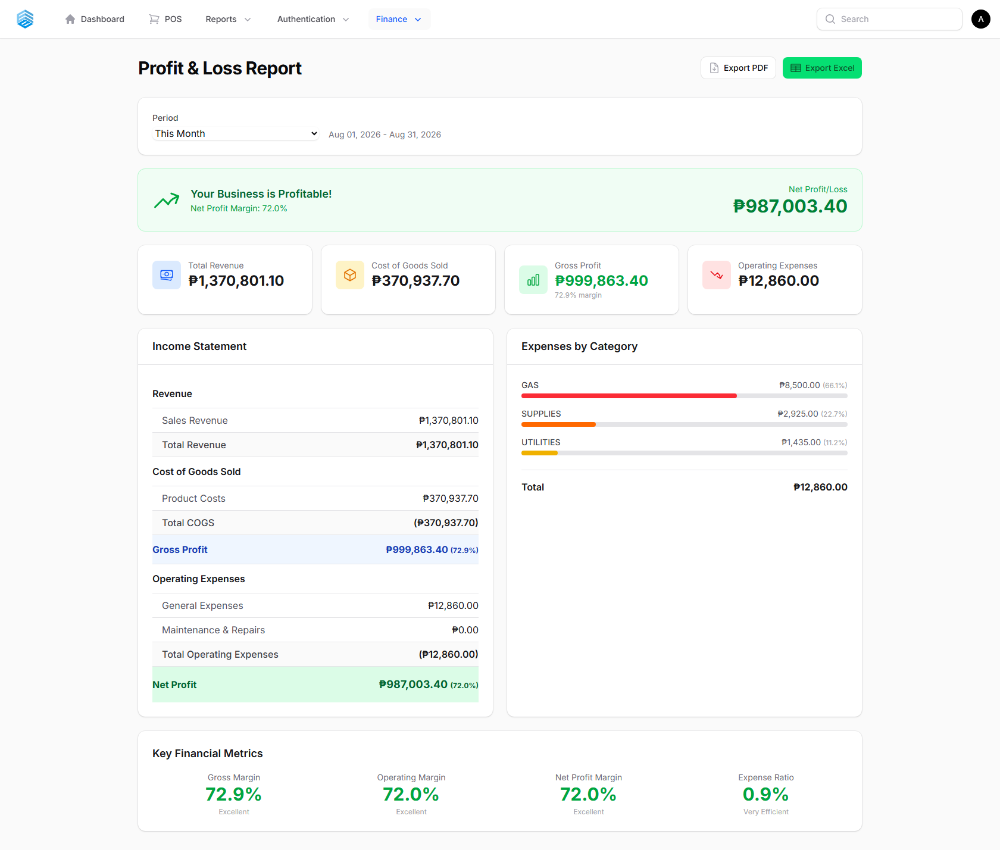 Dashboard
POS
Reports
Authentication
Finance
Search
A
Profit & Loss Report
Export PDF
Export Excel
Period
This Month
Aug 01, 2026 - Aug 31, 2026
Your Business is Profitable!
Net Profit Margin: 72.0%
Net Profit/Loss
₱987,003.40
Total Revenue
₱1,370,801.10
Cost of Goods Sold
₱370,937.70
Gross Profit
₱999,863.40
72.9% margin
Operating Expenses
₱12,860.00
Income Statement
Revenue
Sales Revenue ₱1,370,801.10
Total Revenue ₱1,370,801.10
Cost of Goods Sold
Product Costs ₱370,937.70
Total COGS (₱370,937.70)
Gross Profit ₱999,863.40 (72.9%)
Operating Expenses
General Expenses ₱12,860.00
Maintenance & Repairs ₱0.00
Total Operating Expenses (₱12,860.00)
Net Profit ₱987,003.40 (72.0%)
Expenses by Category
GAS ₱8,500.00 (66.1%)
SUPPLIES ₱2,925.00 (22.7%)
UTILITIES ₱1,435.00 (11.2%)
Total ₱12,860.00
Key Financial Metrics
Gross Margin
72.9%
Excellent
Operating Margin
72.0%
Excellent
Net Profit Margin
72.0%
Excellent
Expense Ratio
0.9%
Very Efficient